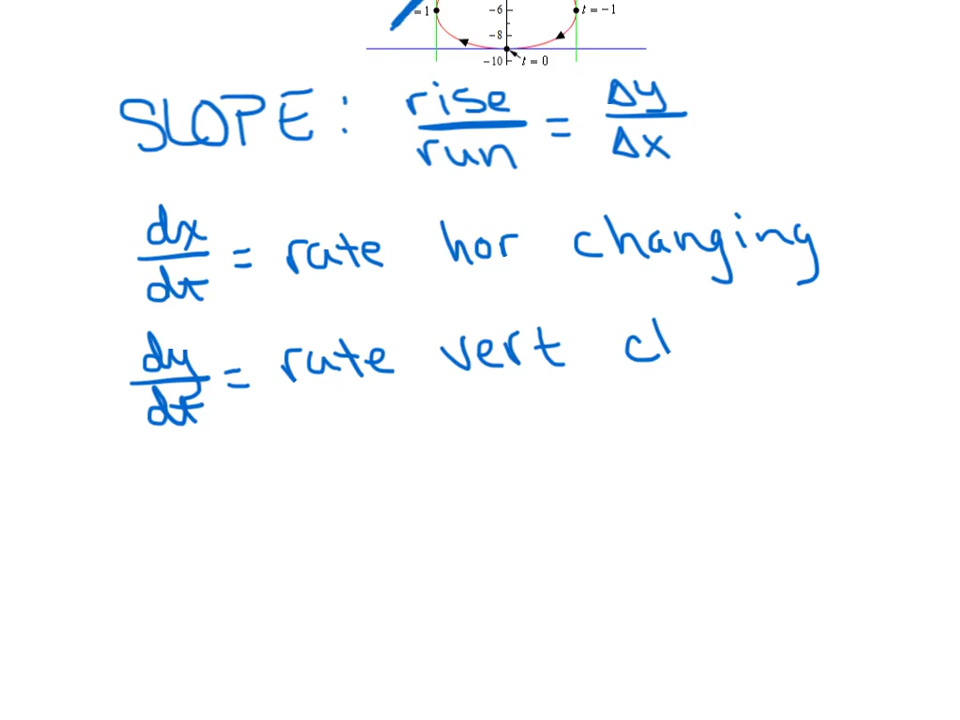 = 1
-6
t = -1
-8
-10
t = 0
SLOPE: rise/run = Δy/Δx
dx/dt = rate hor changing
dy/dt = rate vert cl